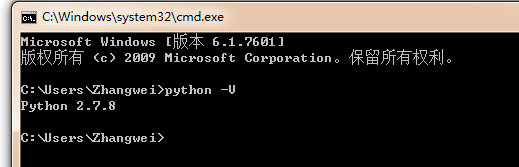 C:\Windows\system32\cmd.exe
Microsoft Windows [版本 6.1.7601]
版权所有 (c) 2009 Microsoft Corporation。保留所有权利。
C:\Users\Zhangwei>python -V
Python 2.7.8
C:\Users\Zhangwei>